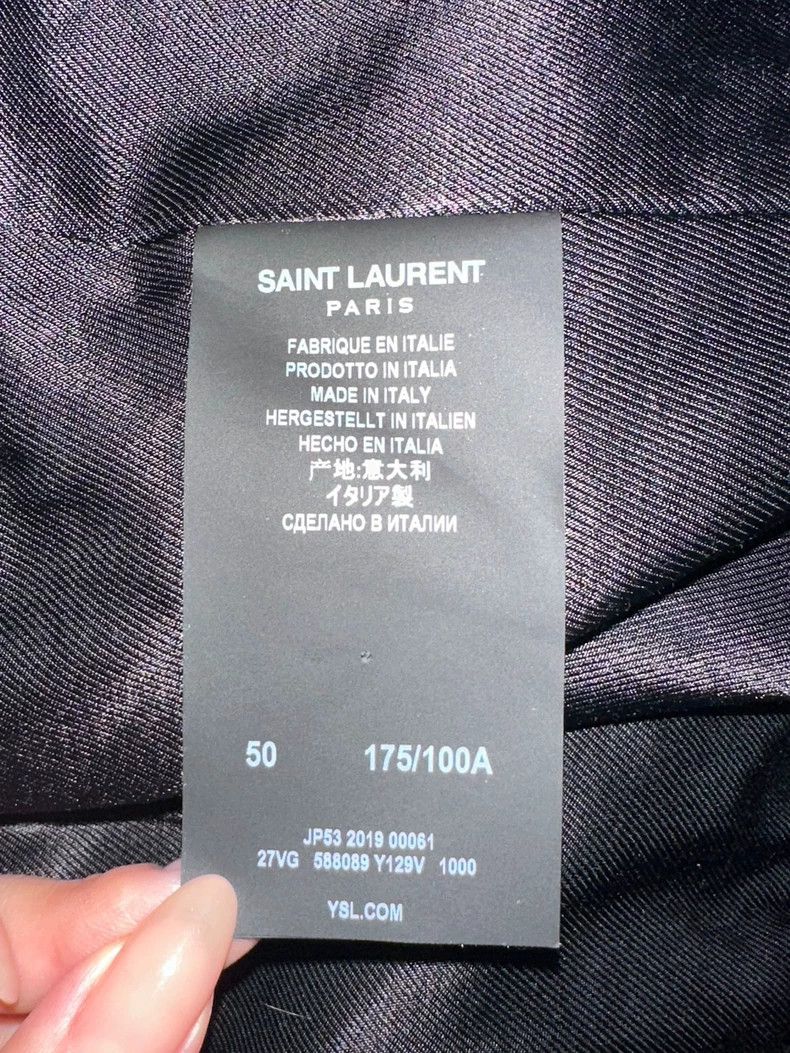 SAINT LAURENT
PARIS
FABRIQUE EN ITALIE
PRODOTTO IN ITALIA
MADE IN ITALY
HERGESTELLT IN ITALIEN
HECHO EN ITALIA
产地:意大利
イタリア製
СДЕЛАНО В ИТАЛИИ
50 175/100A
JP53 2019 00061
27VG 588089 Y129V 1000
YSL.COM